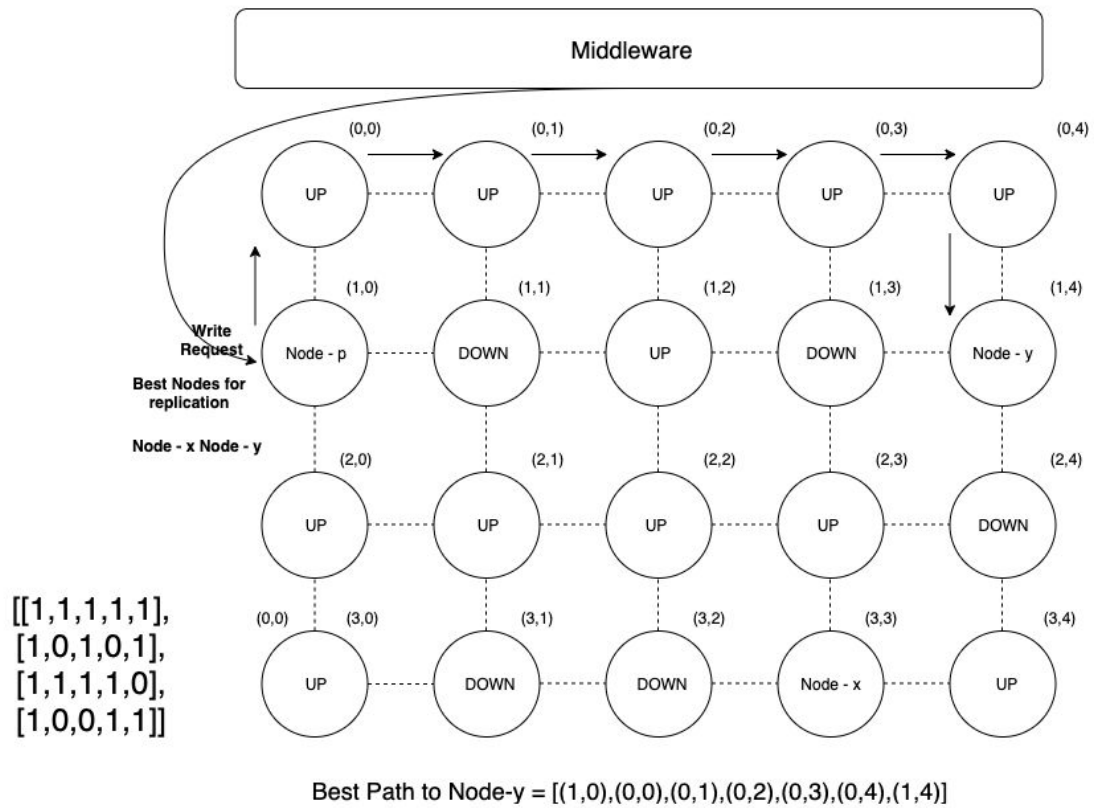 Middleware
(0,0) (0,1) (0,2) (0,3) (0,4)
UP UP UP UP UP
(1,0) (1,1) (1,2) (1,3) (1,4)
Write
Request
Node - p DOWN UP DOWN Node - y
Best Nodes for
replication
Node - x Node - y
(2,0) (2,1) (2,2) (2,3) (2,4)
UP UP UP UP DOWN
[[1,1,1,1,1],
[1,0,1,0,1],
[1,1,1,1,0],
[1,0,0,1,1]]
(0,0) (3,0) (3,1) (3,2) (3,3) (3,4)
UP DOWN DOWN Node - x UP
Best Path to Node-y = [(1,0),(0,0),(0,1),(0,2),(0,3),(0,4),(1,4)]